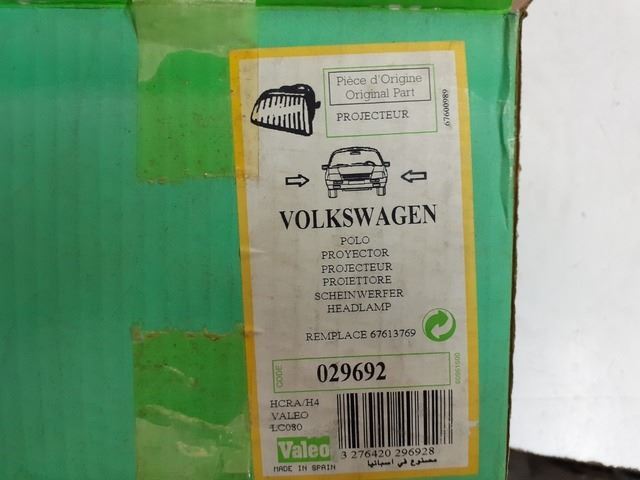 Pièce d'Origine
Original Part
PROJECTEUR
67600989
VOLKSWAGEN
POLO
PROYECTOR
PROJECTEUR
PROIETTORE
SCHEINWERFER
HEADLAMP
REMPLACE 67613769
CODE
029692
HCRA/H4
VALEO
LC080
Valeo
MADE IN SPAIN
3 276420 296928
مصنوع في اسبانيا